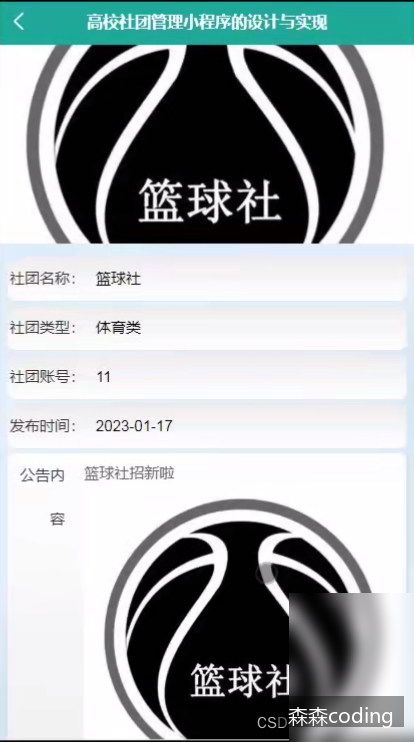 高校社团管理小程序的设计与实现
篮球社
社团名称： 篮球社
社团类型： 体育类
社团账号： 11
发布时间： 2023-01-17
公告内容 篮球社招新啦
篮球社
CSD
森森coding